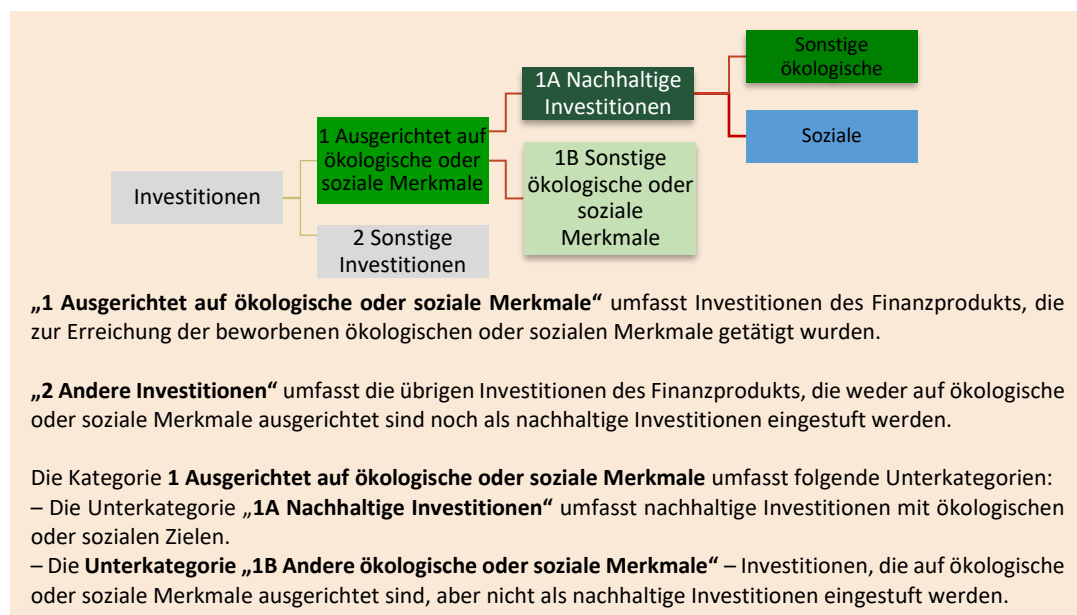 Sonstige
ökologische
1A Nachhaltige
Investitionen
Soziale
1 Ausgerichtet auf
ökologische oder
soziale Merkmale
1B Sonstige
ökologische oder
soziale
Merkmale
Investitionen
2 Sonstige
Investitionen
„1 Ausgerichtet auf ökologische oder soziale Merkmale“ umfasst Investitionen des Finanzprodukts, die
zur Erreichung der beworbenen ökologischen oder sozialen Merkmale getätigt wurden.
„2 Andere Investitionen“ umfasst die übrigen Investitionen des Finanzprodukts, die weder auf ökologische
oder soziale Merkmale ausgerichtet sind noch als nachhaltige Investitionen eingestuft werden.
Die Kategorie 1 Ausgerichtet auf ökologische oder soziale Merkmale umfasst folgende Unterkategorien:
– Die Unterkategorie „1A Nachhaltige Investitionen“ umfasst nachhaltige Investitionen mit ökologischen
oder sozialen Zielen.
– Die Unterkategorie „1B Andere ökologische oder soziale Merkmale“ – Investitionen, die auf ökologische
oder soziale Merkmale ausgerichtet sind, aber nicht als nachhaltige Investitionen eingestuft werden.